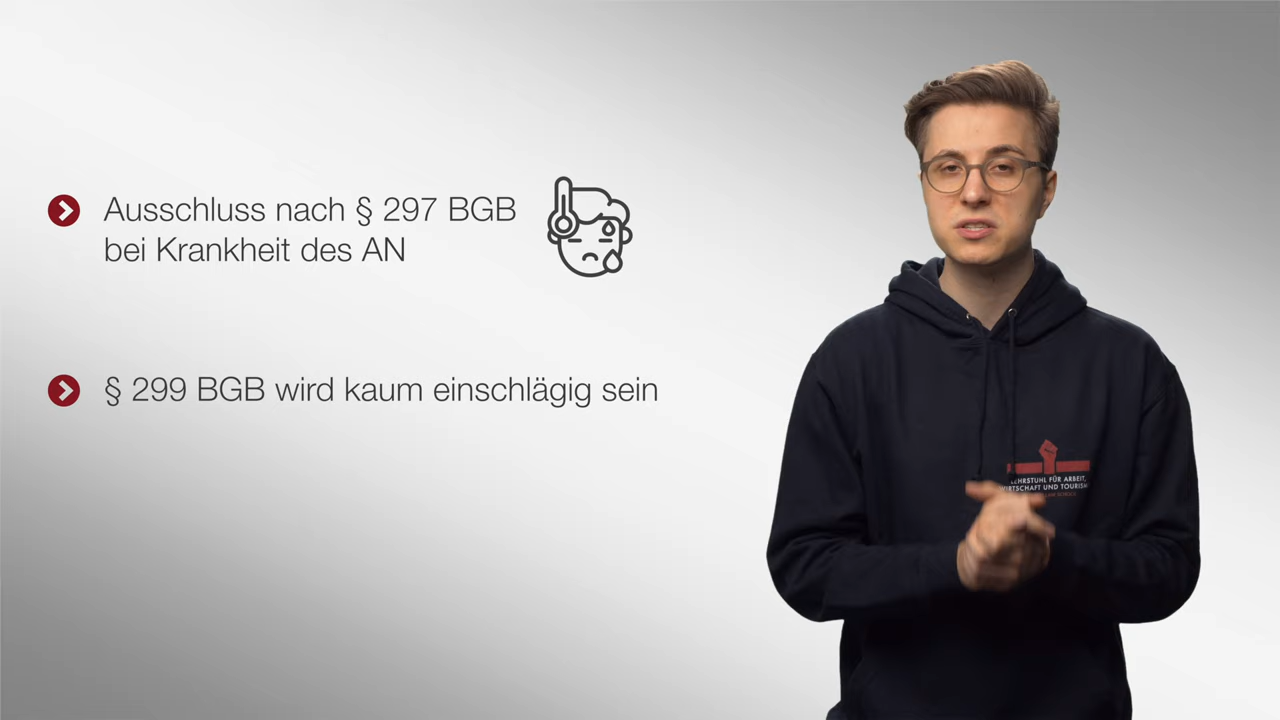 Ausschluss nach § 297 BGB
bei Krankheit des AN
§ 299 BGB wird kaum einschlägig sein
LEHRSTUHL FÜR ARBEIT,
WIRTSCHAFT UND TOURISM